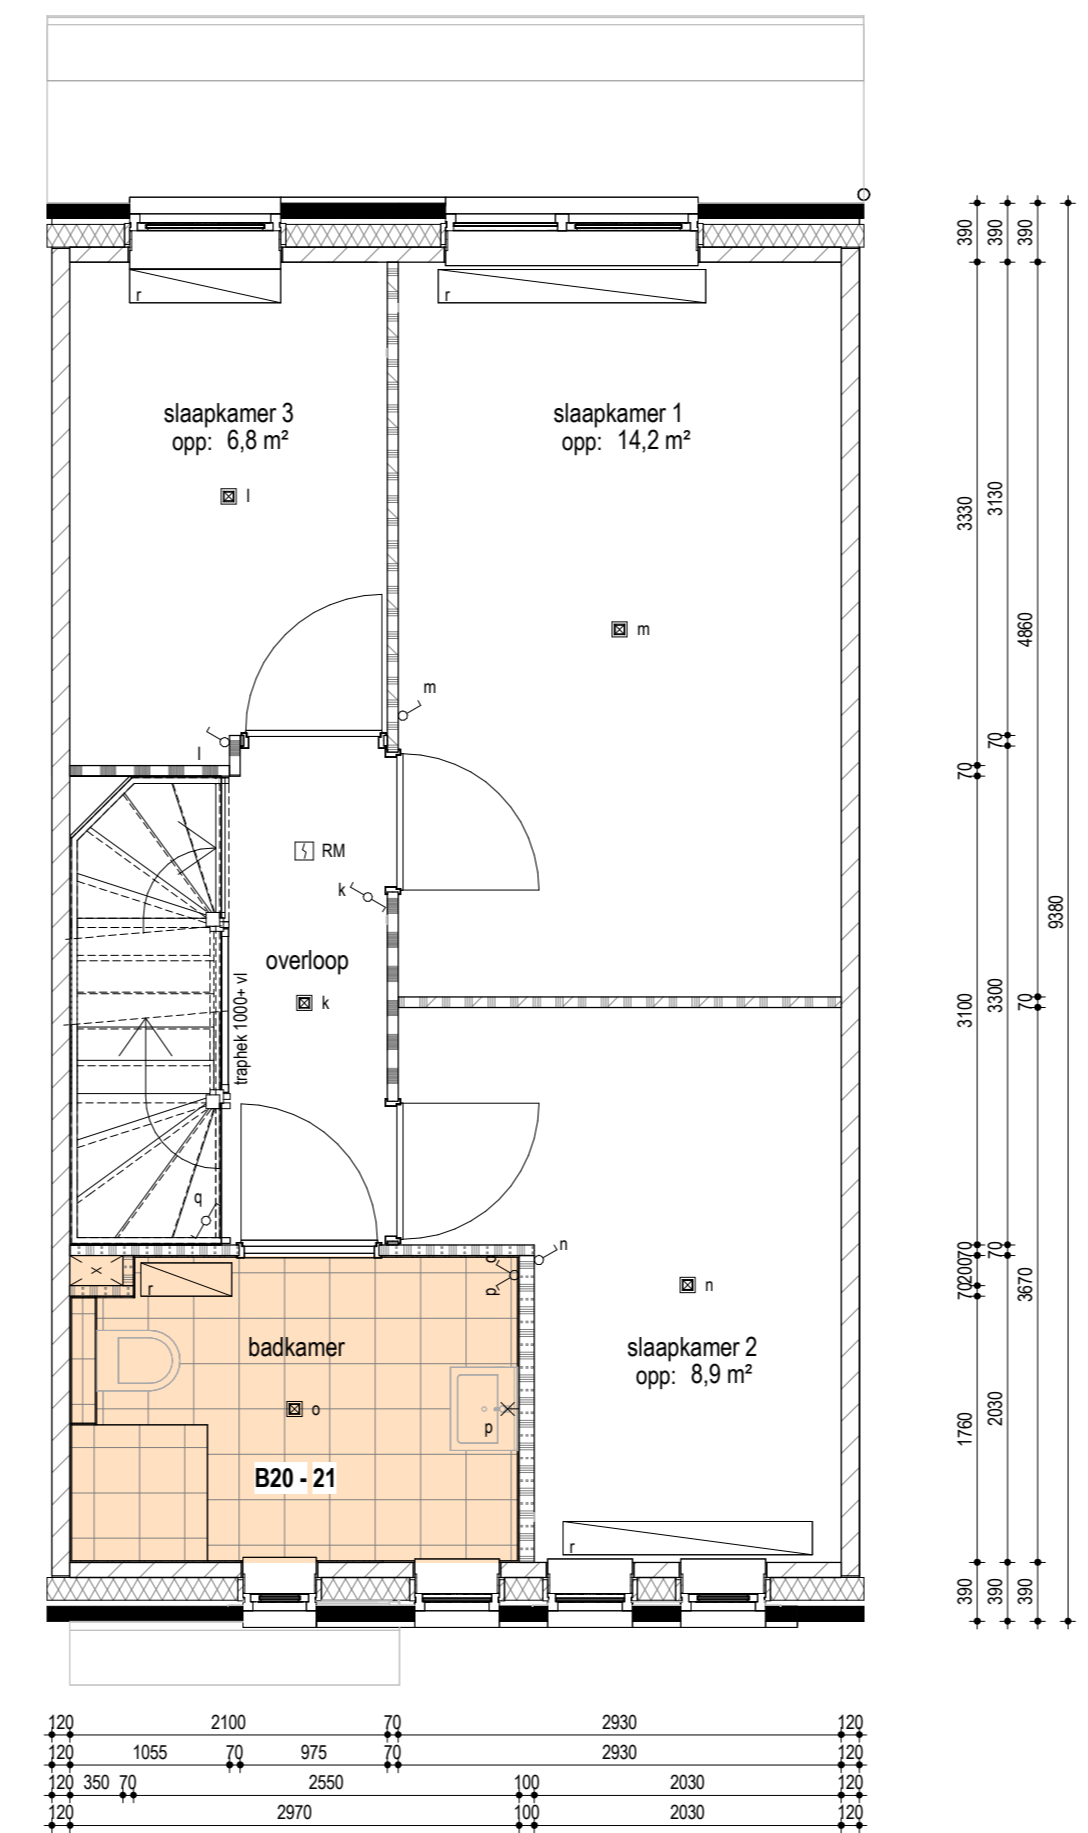 r
r
slaapkamer 3
opp: 6,8 m²
slaapkamer 1
opp: 14,2 m²
l
m
m
l
RM
k
overloop
k
traphek 1000+ vl
q
n
o
p
r
n
badkamer
slaapkamer 2
opp: 8,9 m²
o
p
B20 - 21
r
390
390
390
3330
3130
4860
70
70
9380
3100
3300
70
70
70
200
70
3670
1760
2030
390
390
390
120 2100 70 2930 120
120 1055 70 975 70 2930 120
120 350 70 2550 100 2030 120
120 2970 100 2030 120